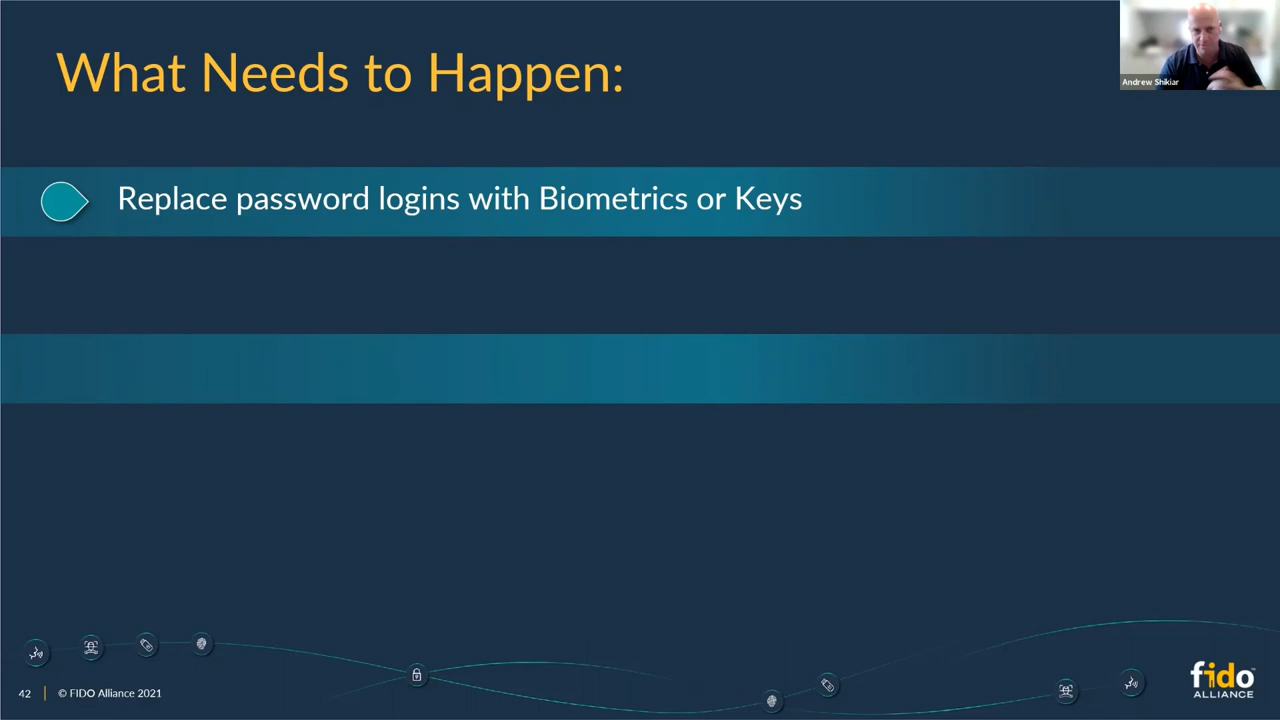 What Needs to Happen:
Andrew Shikiar
Replace password logins with Biometrics or Keys
42
© FIDO Alliance 2021
fido
ALLIANCE